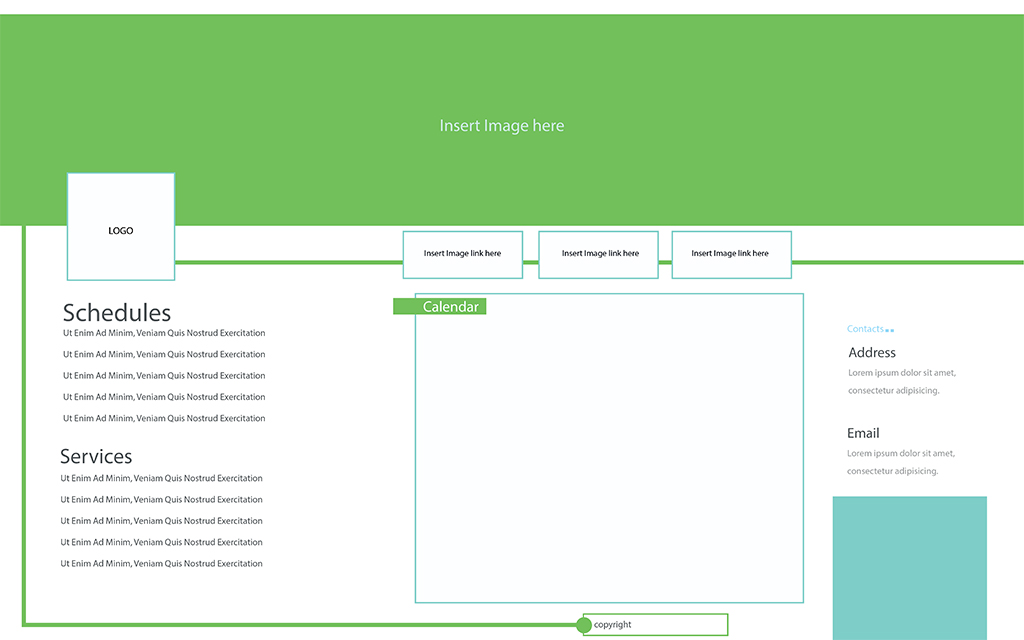 Insert Image here
LOGO
Insert Image link here
Insert Image link here
Insert Image link here
Schedules
Ut Enim Ad Minim, Veniam Quis Nostrud Exercitation
Ut Enim Ad Minim, Veniam Quis Nostrud Exercitation
Ut Enim Ad Minim, Veniam Quis Nostrud Exercitation
Ut Enim Ad Minim, Veniam Quis Nostrud Exercitation
Ut Enim Ad Minim, Veniam Quis Nostrud Exercitation
Services
Ut Enim Ad Minim, Veniam Quis Nostrud Exercitation
Ut Enim Ad Minim, Veniam Quis Nostrud Exercitation
Ut Enim Ad Minim, Veniam Quis Nostrud Exercitation
Ut Enim Ad Minim, Veniam Quis Nostrud Exercitation
Ut Enim Ad Minim, Veniam Quis Nostrud Exercitation
Calendar
Contacts
Address
Lorem ipsum dolor sit amet,
consectetur adipisicing.
Email
Lorem ipsum dolor sit amet,
consectetur adipisicing.
copyright